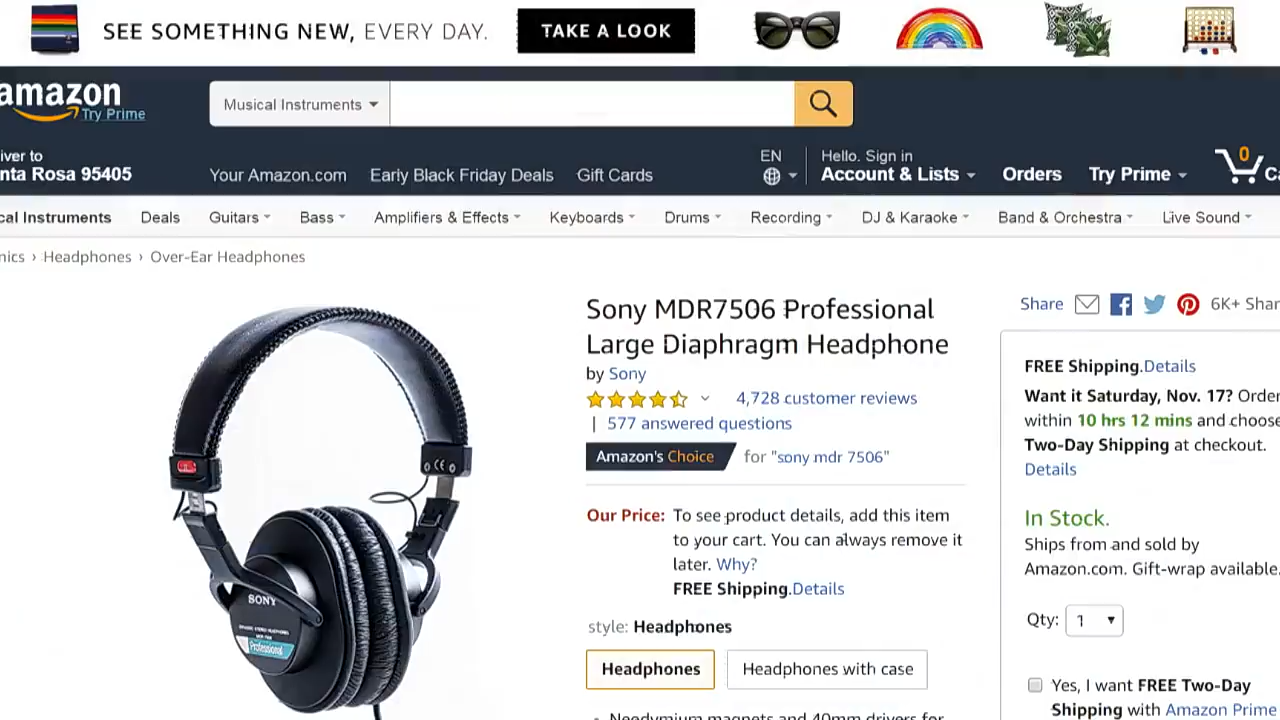 SEE SOMETHING NEW, EVERY DAY. TAKE A LOOK
amazon
Try Prime
Musical Instruments
iver to
nta Rosa 95405
Your Amazon.com Early Black Friday Deals Gift Cards
EN
Hello. Sign in
Account & Lists
Orders
Try Prime
0
Ca
cal Instruments Deals Guitars Bass Amplifiers & Effects Keyboards Drums Recording DJ & Karaoke Band & Orchestra Live Sound
nics › Headphones › Over-Ear Headphones
SONY
Professional
Sony MDR7506 Professional
Large Diaphragm Headphone
by Sony
4,728 customer reviews
| 577 answered questions
Amazon's Choice for "sony mdr 7506"
Our Price: To see product details, add this item
to your cart. You can always remove it
later. Why?
FREE Shipping.Details
style: Headphones
Headphones Headphones with case
Neodymium magnets and 40mm drivers for
Share 6K+ Shar
FREE Shipping.Details
Want it Saturday, Nov. 17? Order
within 10 hrs 12 mins and choose
Two-Day Shipping at checkout.
Details
In Stock.
Ships from and sold by
Amazon.com. Gift-wrap available.
Qty: 1
Yes, I want FREE Two-Day
Shipping with Amazon Prime